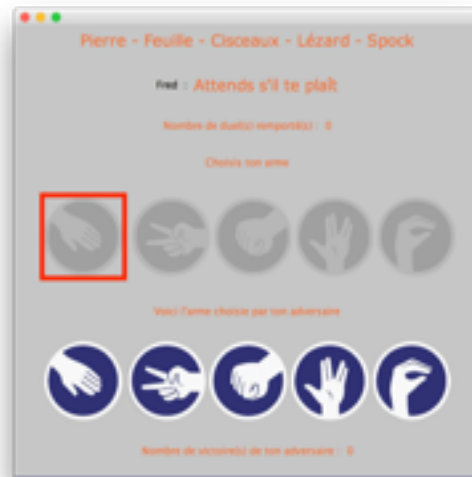 Pierre - Feuille - Cisceaux - Lézard - Spock
Fred : Attends s'il te plaît
Nombre de duel(s) remporté(s) : 0
Choisis ton arme
Voici l'arme choisie par ton adversaire
Nombre de victoire(s) de ton adversaire : 0